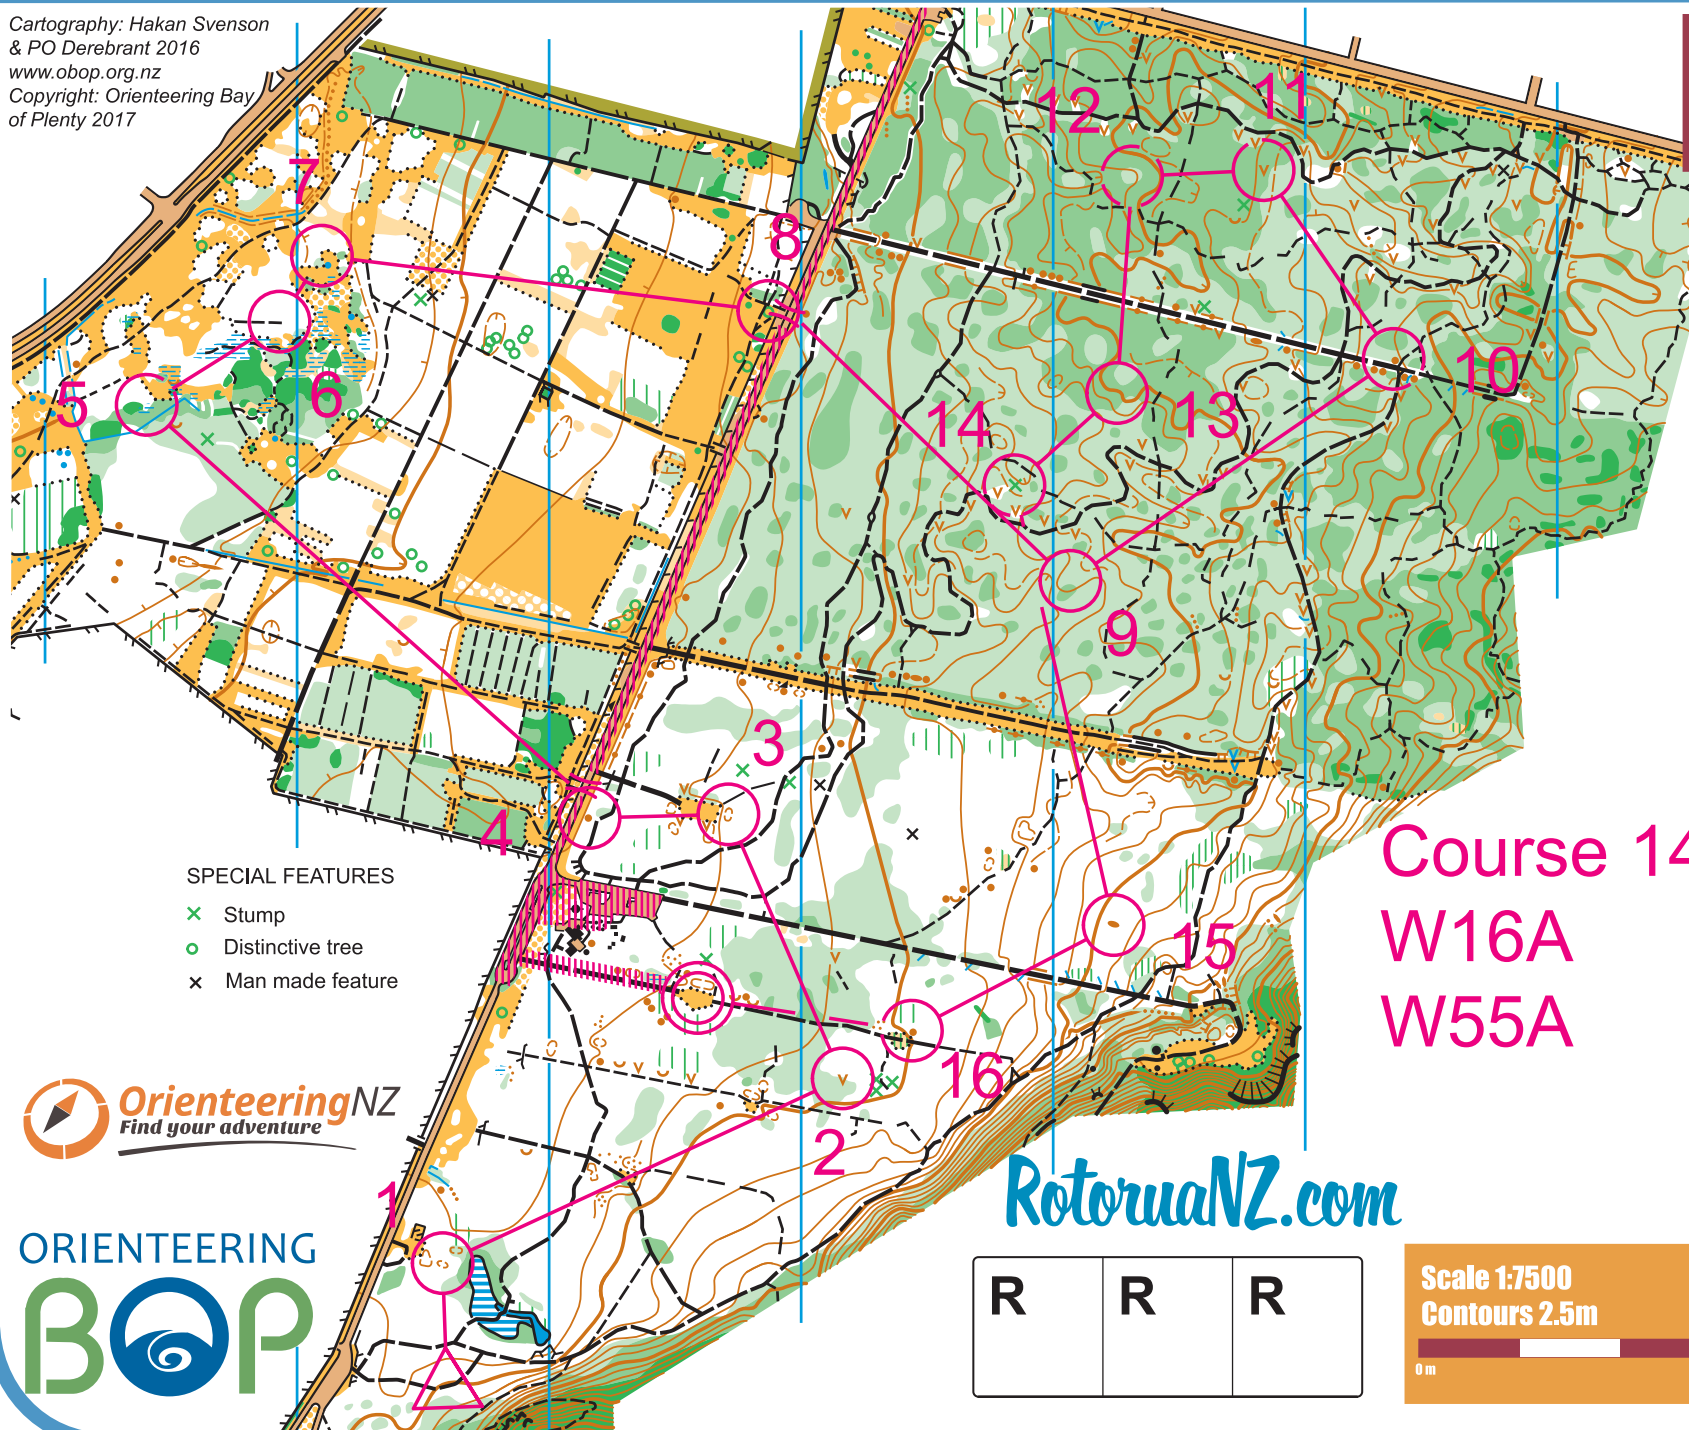 Cartography: Hakan Svenson
& PO Derebrant 2016
www.obop.org.nz
Copyright: Orienteering Bay
of Plenty 2017
12
11
7
8
5
6
14
13
10
9
3
4
SPECIAL FEATURES
Stump
Distinctive tree
Man made feature
Course 14
W16A
W55A
15
16
OrienteeringNZ
Find your adventure
2
1
RotoruaNZ.com
ORIENTEERING
BOP
R R R
Scale 1:7500
Contours 2.5m
0 m